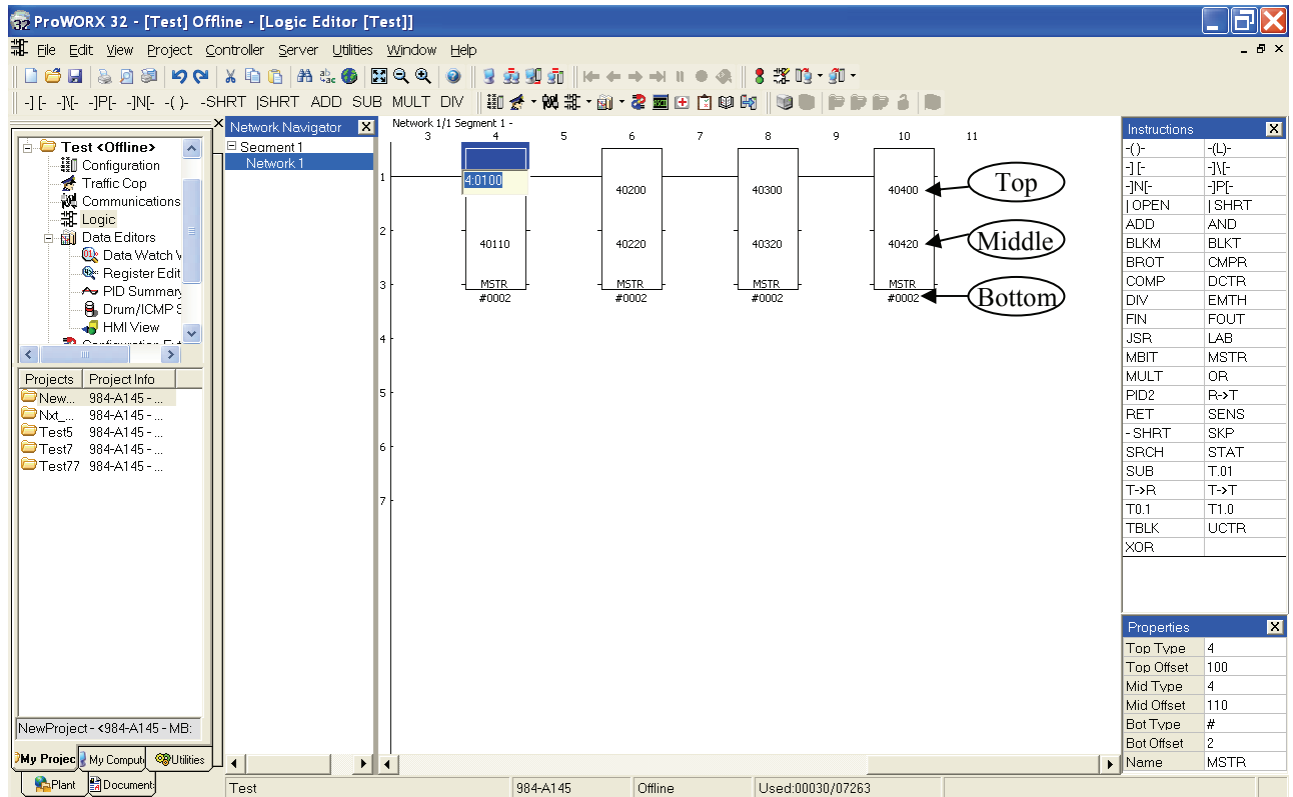 ProWORX 32 - [Test] Offline - [Logic Editor [Test]]
File Edit View Project Controller Server Utilities Window Help
-] [- -]\[- -]P[- -]N[- -( )- -SHRT |SHRT ADD SUB MULT DIV
Test <Offline>
Configuration
Traffic Cop
Communications
Logic
Data Editors
Data Watch
Register Edit
PID Summary
Drum/ICMP
HMI View
Projects Project Info
New... 984-A145 - ...
Nxt_... 984-A145 - ...
Test5 984-A145 - ...
Test7 984-A145 - ...
Test77 984-A145 - ...
NewProject - <984-A145 - MB:
My Projec My Comput Utilities
Plant Document
Network Navigator
Segment 1
Network 1
Network 1/1 Segment 1 -
3 4 5 6 7 8 9 10 11
1
4:0100 40200 40300 40400 Top
2
40110 40220 40320 40420 Middle
3
MSTR MSTR MSTR MSTR
#0002 #0002 #0002 #0002 Bottom
4
5
6
7
Instructions
-( )- -(L)-
-] [- -]\[-
-]N[- -]P[-
| OPEN | SHRT
ADD AND
BLKM BLKT
BROT CMPR
COMP DCTR
DIV EMTH
FIN FOUT
JSR LAB
MBIT MSTR
MULT OR
PID2 R->T
RET SENS
- SHRT SKP
SRCH STAT
SUB T.01
T->R T->T
T0.1 T1.0
TBLK UCTR
XOR
Properties
Top Type 4
Top Offset 100
Mid Type 4
Mid Offset 110
Bot Type #
Bot Offset 2
Name MSTR
Test 984-A145 Offline Used:00030/07263